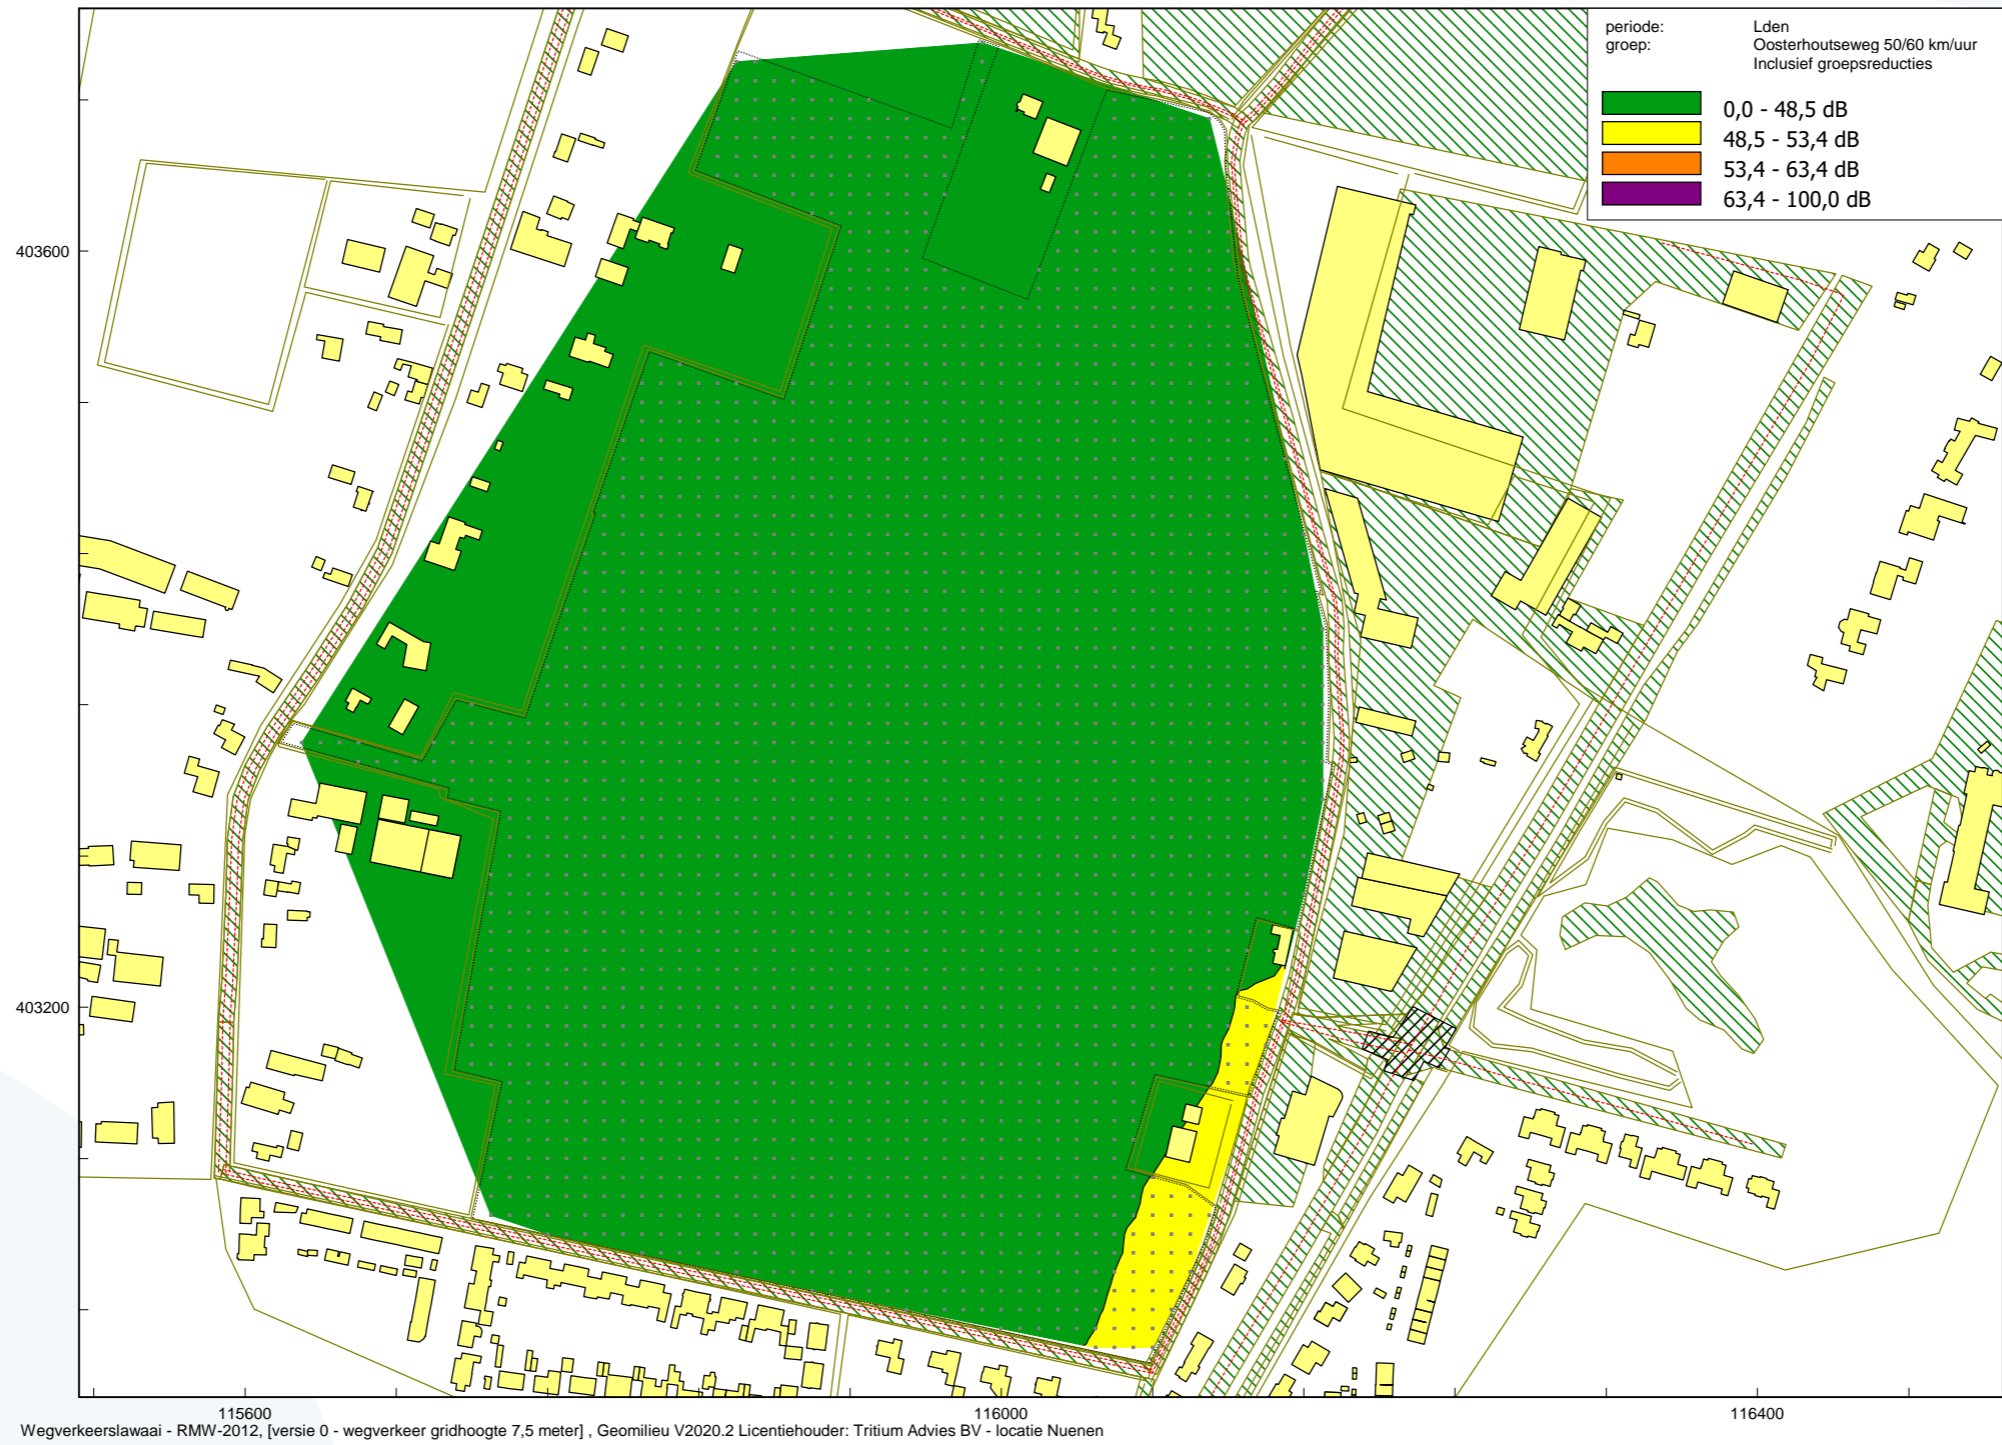 periode: Lden
groep: Oosterhoutseweg 50/60 km/uur
Inclusief groepsreducties
0,0 - 48,5 dB
48,5 - 53,4 dB
53,4 - 63,4 dB
63,4 - 100,0 dB
403600
403200
115600 116000 116400
Wegverkeerslawaai - RMW-2012, [versie 0 - wegverkeer gridhoogte 7,5 meter] , Geomilieu V2020.2 Licentiehouder: Tritium Advies BV - locatie Nuenen